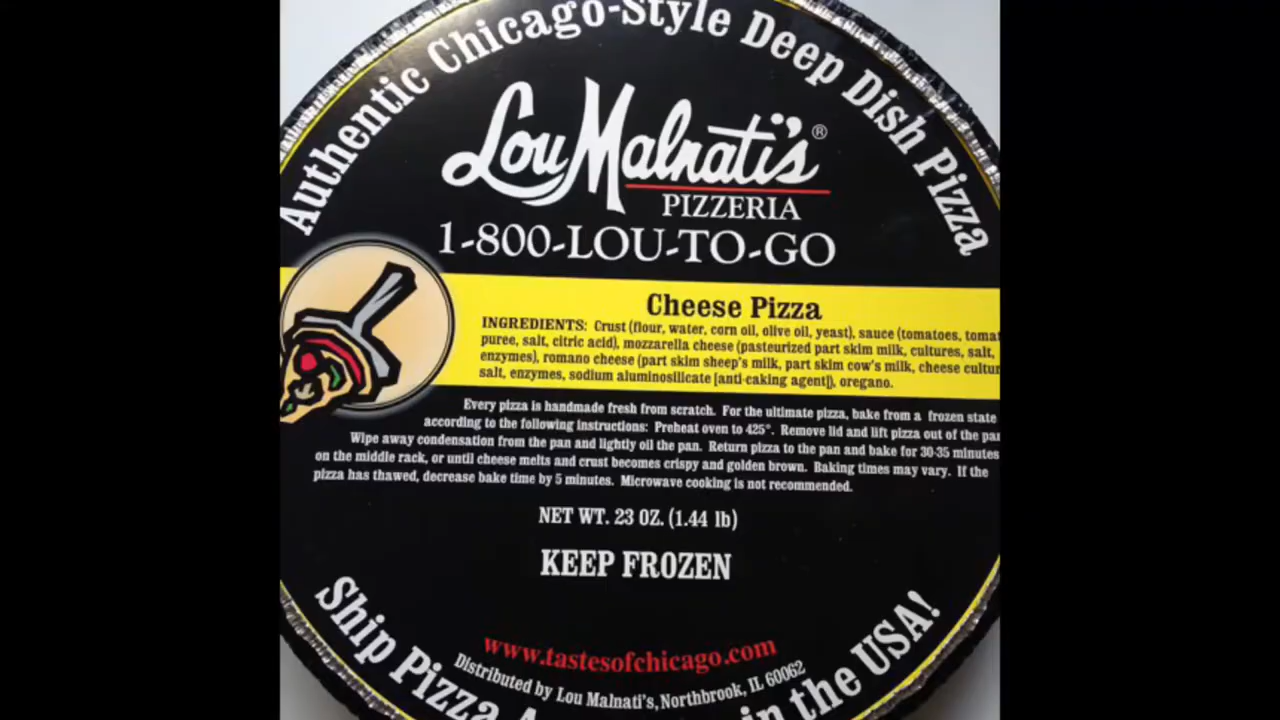 Authentic Chicago-Style Deep Dish Pizza
Lou Malnati's®
PIZZERIA
1-800-LOU-TO-GO
Cheese Pizza
INGREDIENTS: Crust (flour, water, corn oil, olive oil, yeast), sauce (tomatoes,
puree, salt, citric acid), mozzarella cheese (pasteurized part skim milk, cultures, salt,
enzymes), romano cheese (part skim sheep's milk, part skim cow's milk, cheese
salt, enzymes, sodium aluminosilicate [anti-caking agent]), oregano.
Every pizza is handmade fresh from scratch. For the ultimate pizza, bake from a frozen state
according to the following instructions: Preheat oven to 425°. Remove lid and lift pizza out of the
Wipe away condensation from the pan and lightly oil the pan. Return pizza to the pan and bake for 30-35 minutes
on the middle rack, or until cheese melts and crust becomes crispy and golden brown. Baking times may vary. If the
pizza has thawed, decrease bake time by 5 minutes. Microwave cooking is not recommended.
NET WT. 23 OZ. (1.44 lb)
KEEP FROZEN
www.tastesofchicago.com
Distributed by Lou Malnati's, Northbrook, IL 60062
Ship Pizza in the USA!